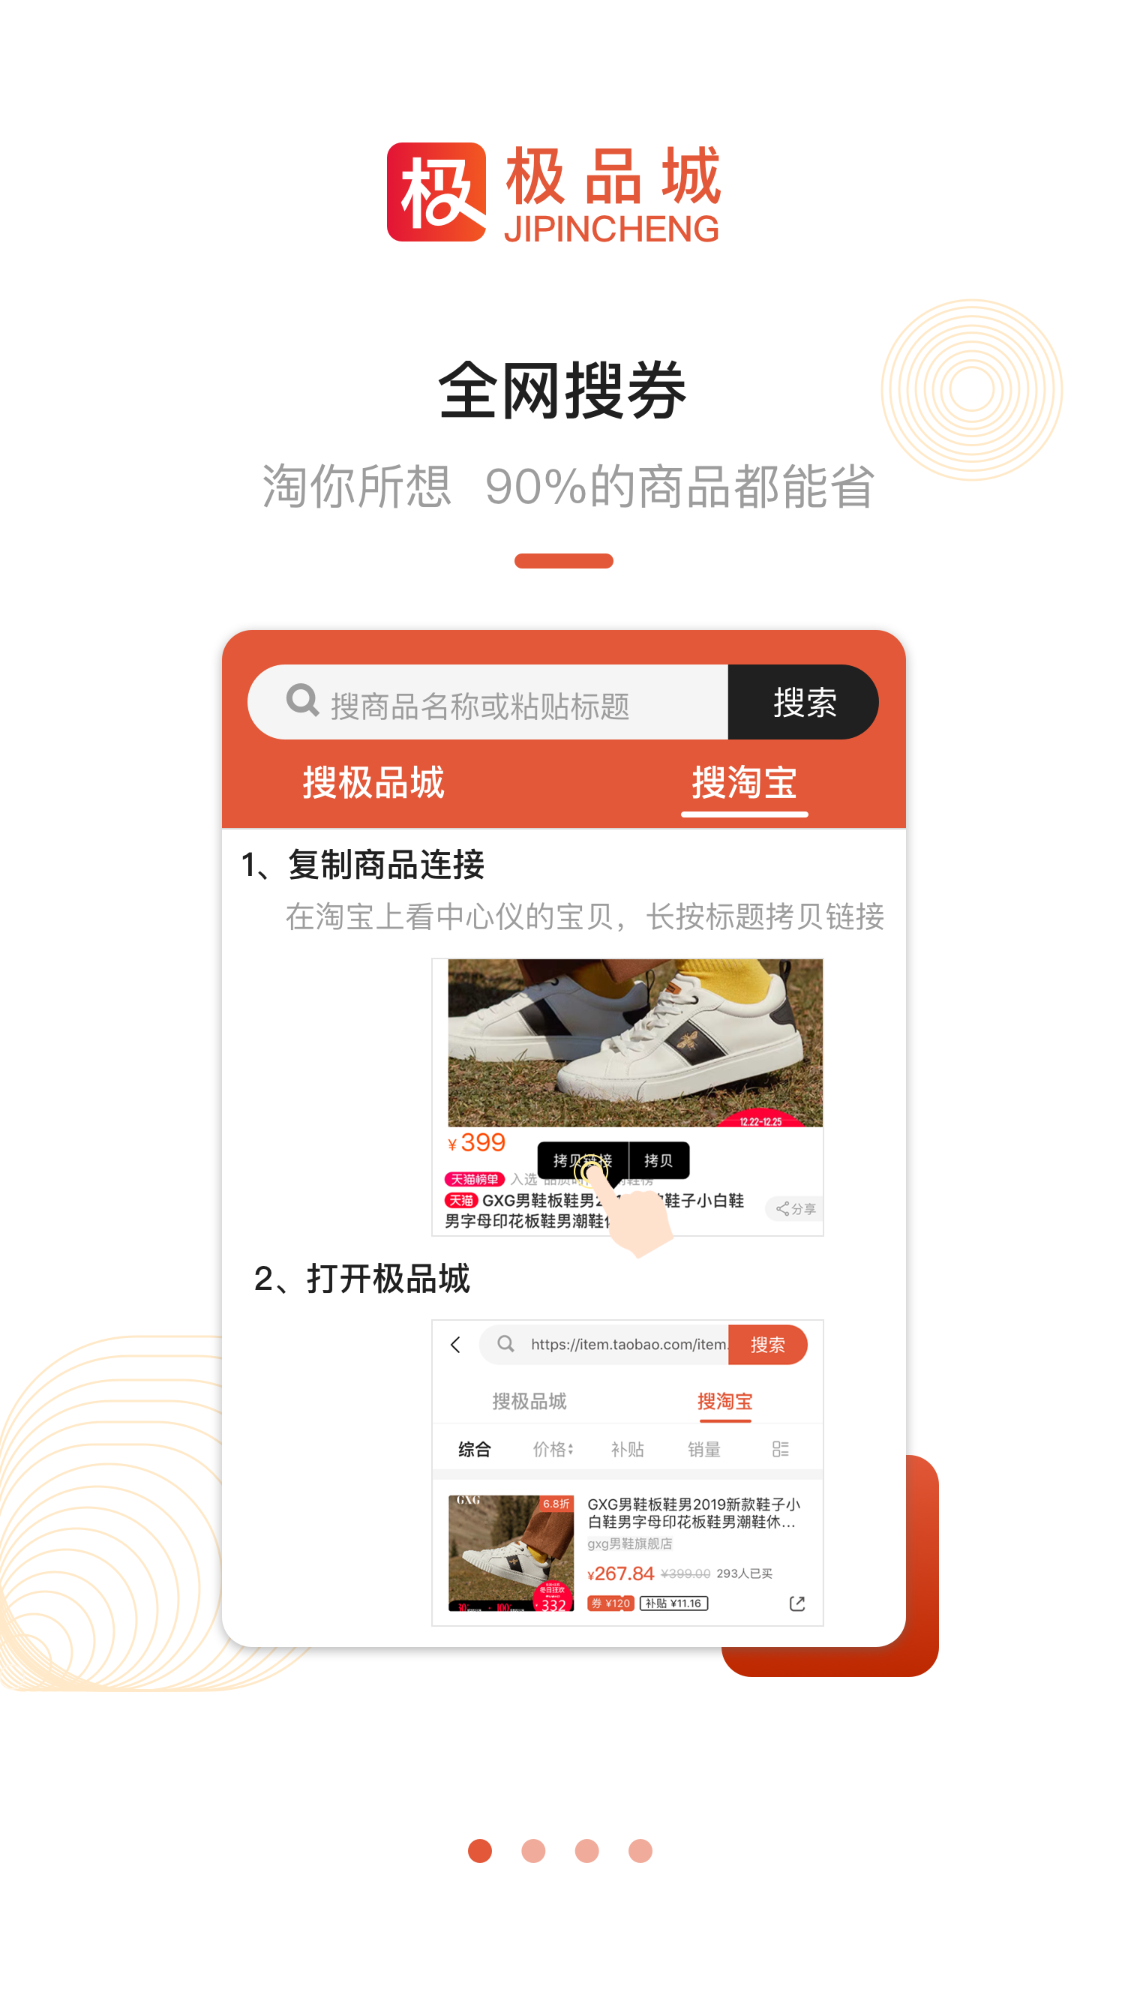 极
极品城
JIPINCHENG
全网搜券
淘你所想 90%的商品都能省
搜商品名称或粘贴标题 搜索
搜极品城 搜淘宝
1、复制商品连接
在淘宝上看中心仪的宝贝，长按标题拷贝链接
12.22-12.25
¥399
拷贝链接 拷贝
天猫榜单 入选
天猫 GXG男鞋板鞋男2 鞋子小白鞋
男字母印花板鞋男潮鞋
分享
2、打开极品城
https://item.taobao.com/item. 搜索
搜极品城 搜淘宝
综合 价格 补贴 销量
GXG
6.8折
GXG男鞋板鞋男2019新款鞋子小
白鞋男字母印花板鞋男潮鞋休...
gxg男鞋旗舰店
¥267.84 ¥399.00 293人已买
332
券 ¥120 补贴 ¥11.16